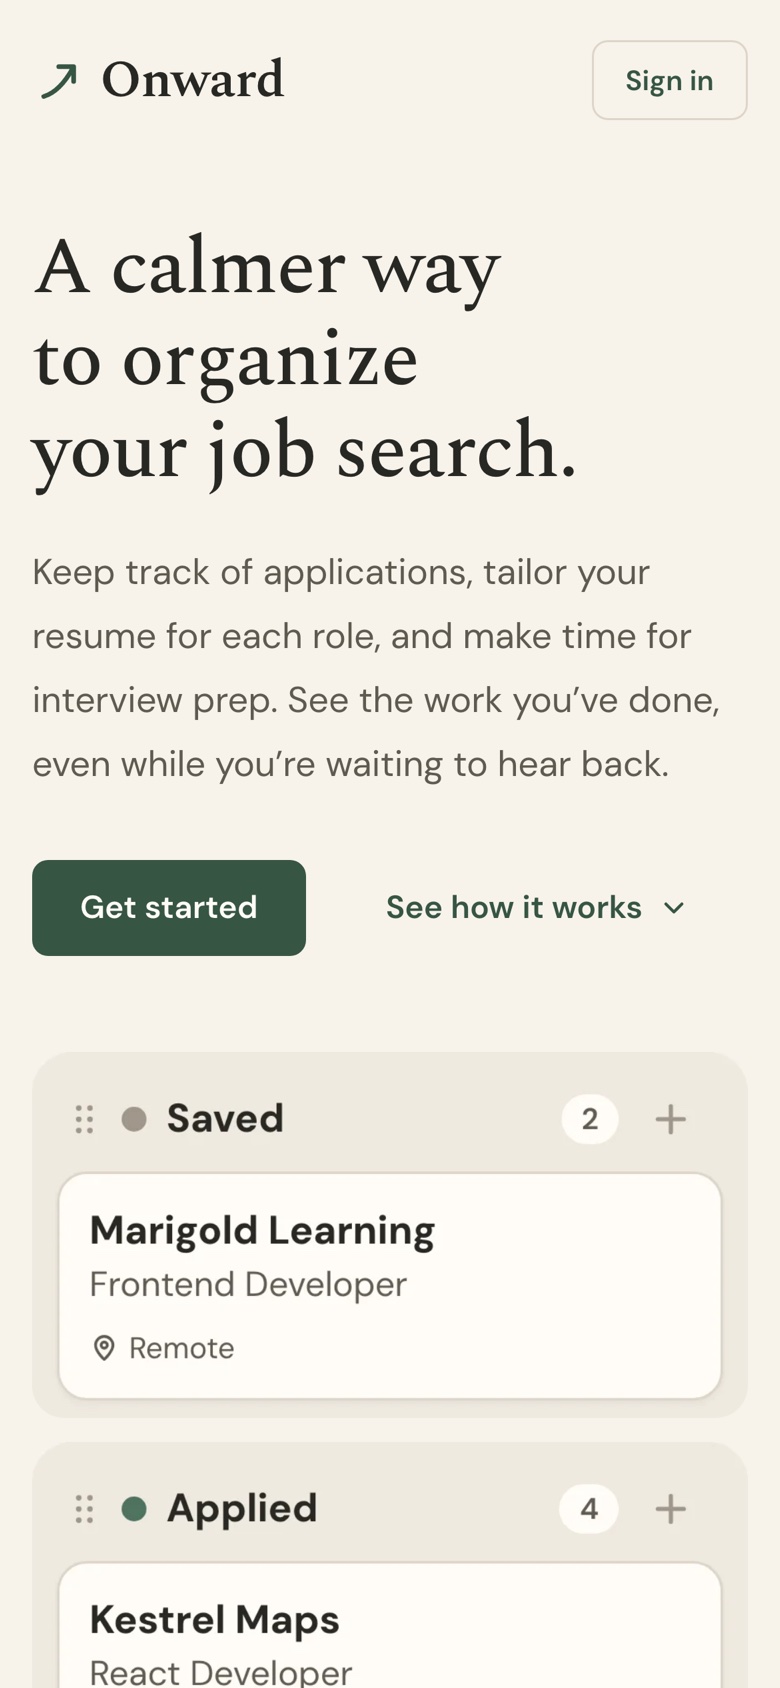 Onward
Sign in
A calmer way
to organize
your job search.
Keep track of applications, tailor your
resume for each role, and make time for
interview prep. See the work you’ve done,
even while you’re waiting to hear back.
Get started
See how it works
Saved
2
Marigold Learning
Frontend Developer
Remote
Applied
4
Kestrel Maps
React Developer